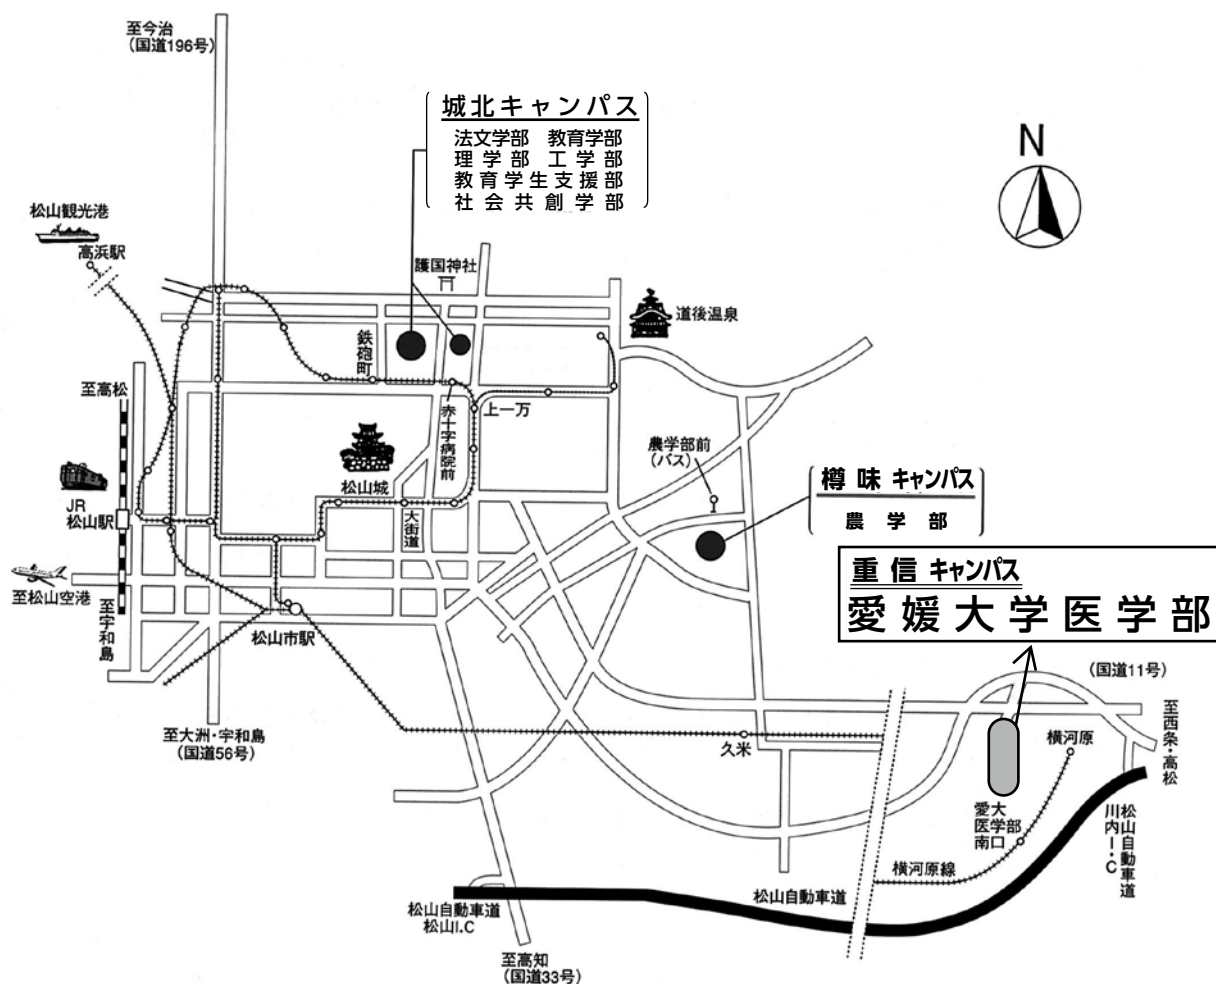 至今治
(国道196号)
城北キャンパス
法文学部 教育学部
理学部 工学部
教育学生支援部
社会共創学部
N
松山観光港
高浜駅
護国神社
道後温泉
鉄砲町
至高松
上一万
赤十字病院前
農学部前
(バス)
樽味キャンパス
農学部
松山城
JR
松山駅
大街道
重信キャンパス
愛媛大学医学部
至松山空港
至宇和島
松山市駅
(国道11号)
至西条・高松
至大洲・宇和島
(国道56号)
久米
横河原
愛大
医学部
南口
松山自動車道
川内I・C
横河原線
松山自動車道
松山自動車道
松山I.C
至高知
(国道33号)